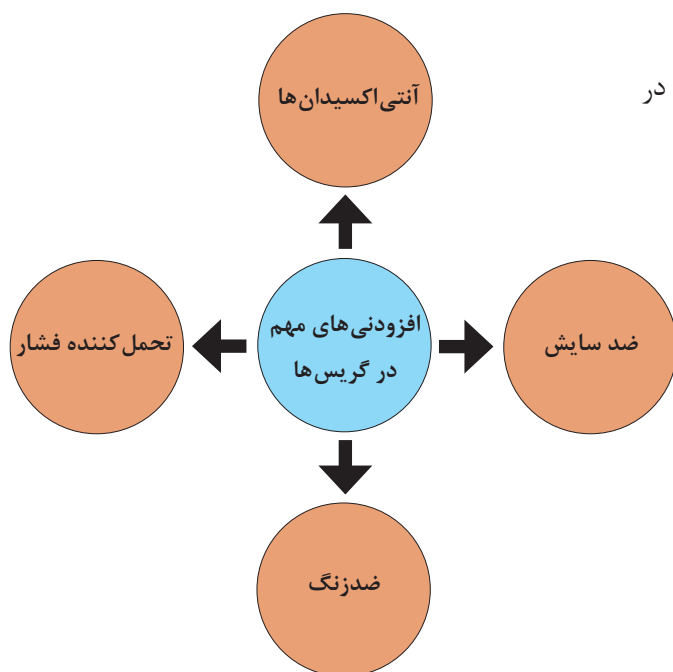 در
آنتی‌اکسیدان‌ها
افزودنی‌های مهم
در گریس‌ها
ضد سایش
تحمل‌کننده فشار
ضدزنگ